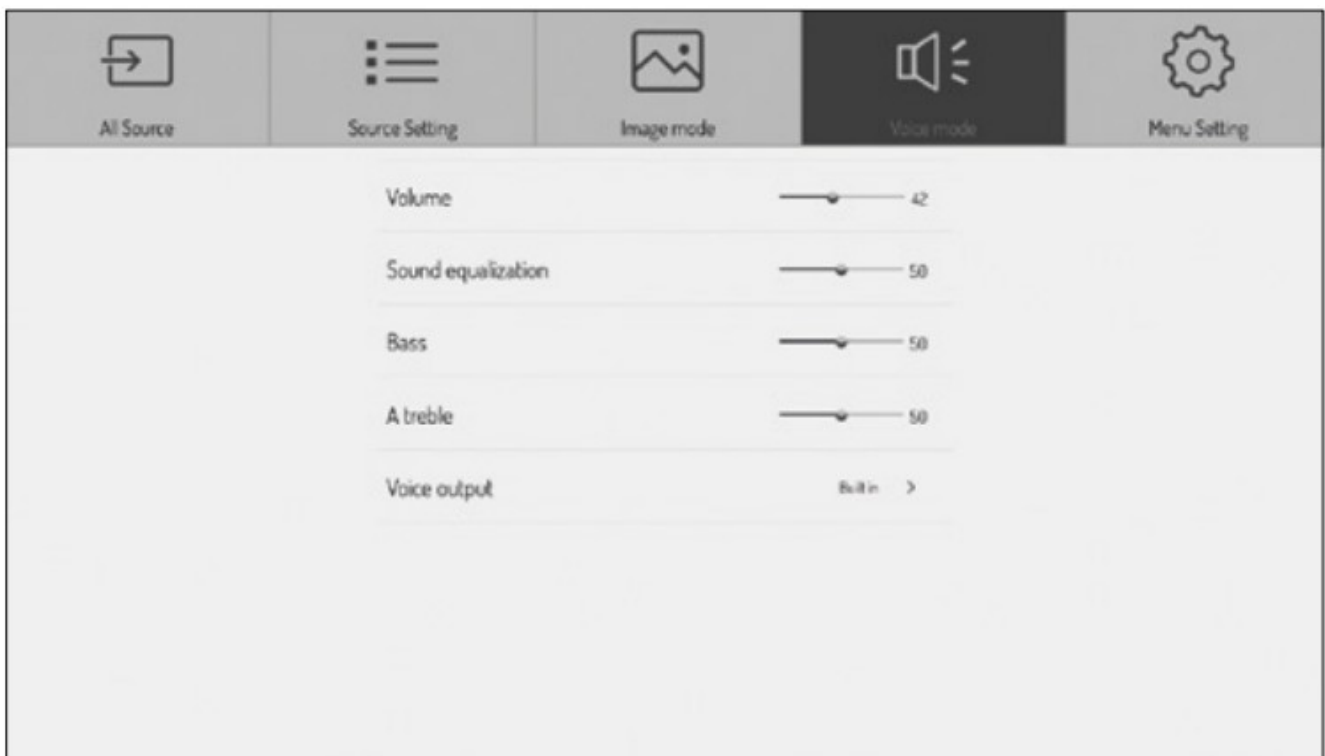 All Source
Source Setting
Image mode
Voice mode
Menu Setting
Volume 42
Sound equalization 50
Bass 50
A treble 50
Voice output Built in >